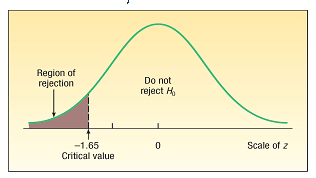 Region of
rejection
Do not
reject H₀
−1.65
Critical value
0
Scale of z